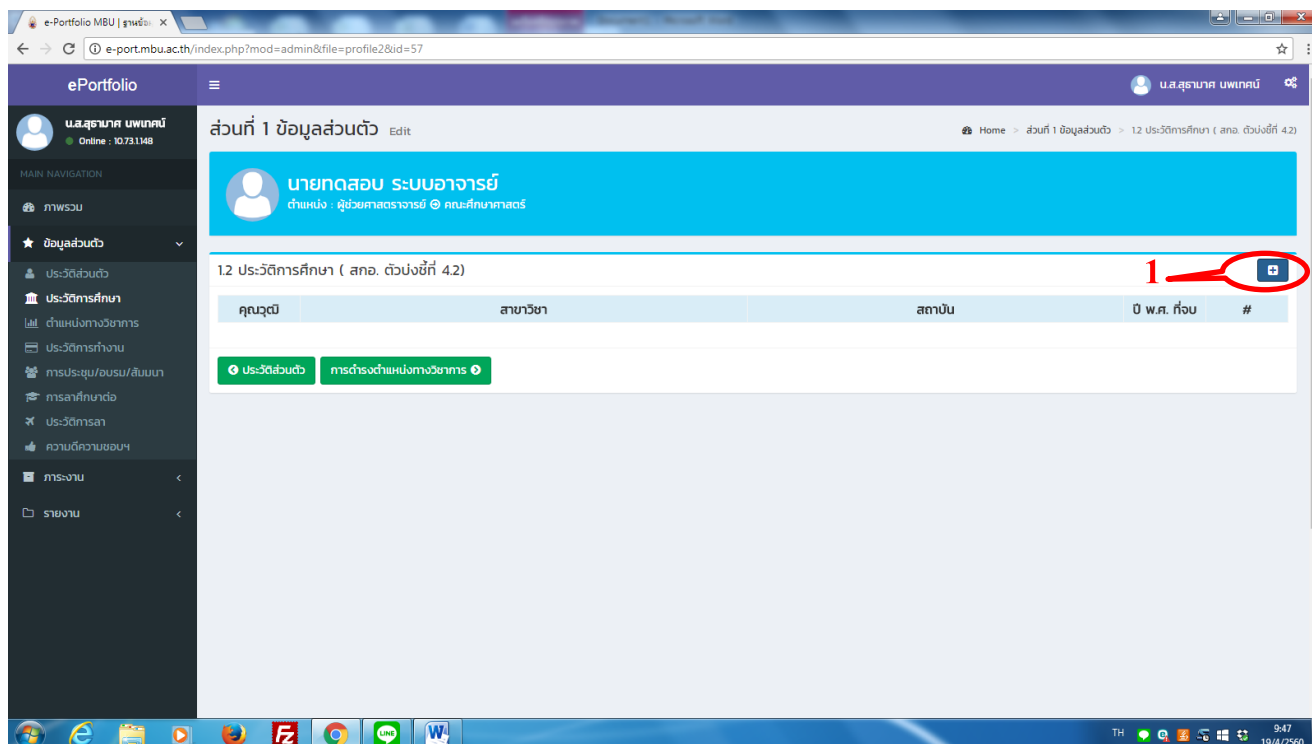 e-Portfolio MBU | ฐานข้อ
e-port.mbu.ac.th/index.php?mod=admin&file=profile2&id=57
ePortfolio
น.ส.สุธามาศ นพเทศน์
น.ส.สุธามาศ นพเทศน์
Online : 10.73.1.148
MAIN NAVIGATION
ภาพรวม
ข้อมูลส่วนตัว
ประวัติส่วนตัว
ประวัติการศึกษา
ตำแหน่งทางวิชาการ
ประวัติการทำงาน
การประชุม/อบรม/สัมมนา
การลาศึกษาต่อ
ประวัติการลา
ความดีความชอบฯ
ภาระงาน
รายงาน
ส่วนที่ 1 ข้อมูลส่วนตัว Edit
Home > ส่วนที่ 1 ข้อมูลส่วนตัว > 1.2 ประวัติการศึกษา ( สกอ. ตัวบ่งชี้ที่ 4.2)
นายทดสอบ ระบบอาจารย์
ตำแหน่ง : ผู้ช่วยศาสตราจารย์ คณะศึกษาศาสตร์
1.2 ประวัติการศึกษา ( สกอ. ตัวบ่งชี้ที่ 4.2)
1
คุณวุฒิ สาขาวิชา สถาบัน ปี พ.ศ. ที่จบ #
ประวัติส่วนตัว การดำรงตำแหน่งทางวิชาการ
TH 9:47
19/4/2560